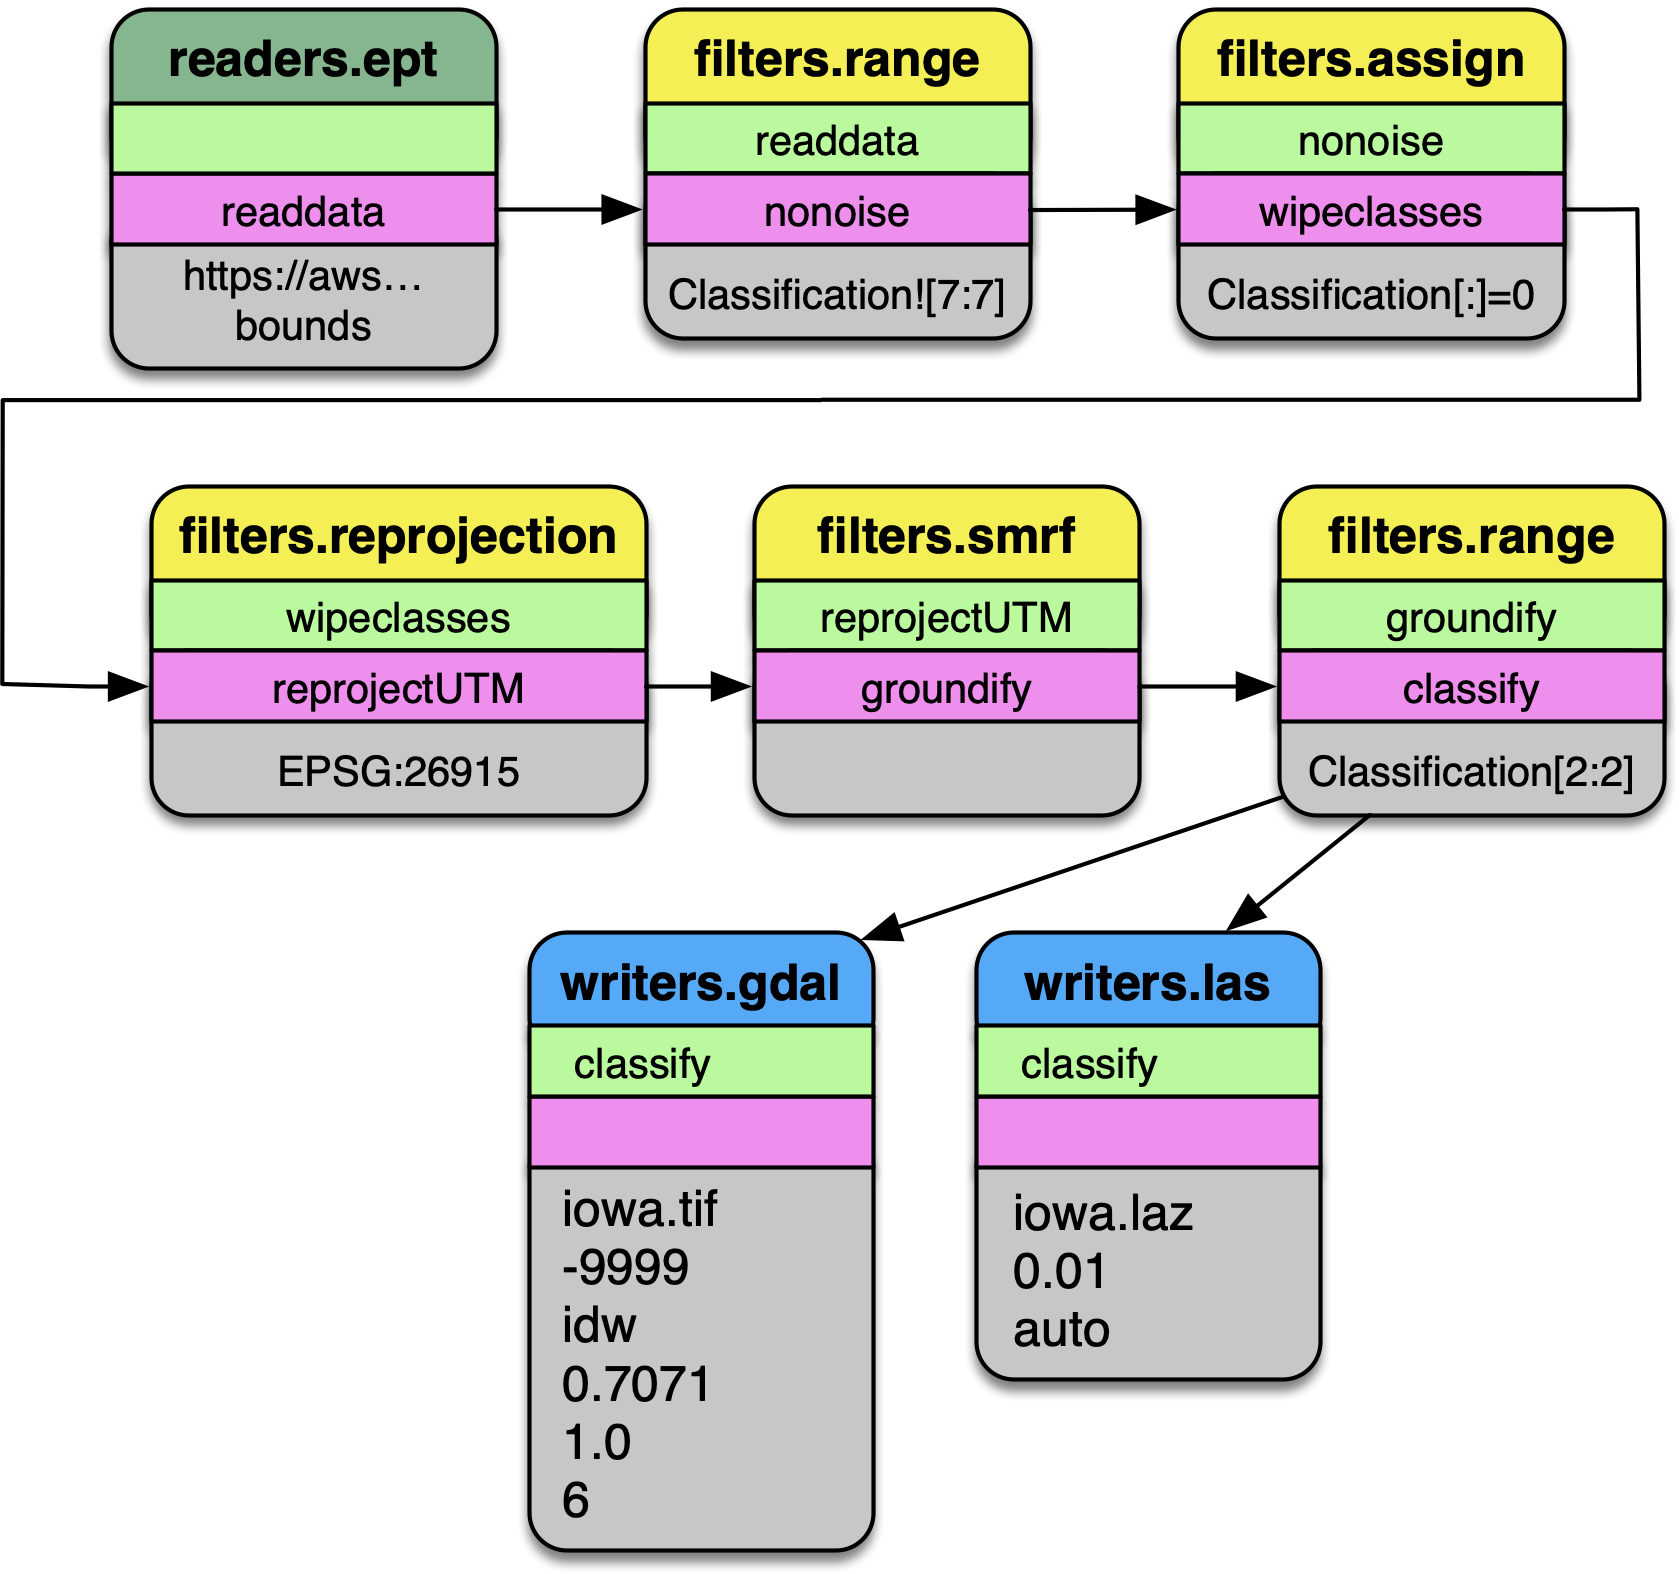 readers.ept
readdata
https://aws...
bounds
filters.range
readdata
nonoise
Classification![7:7]
filters.assign
nonoise
wipeclasses
Classification[:]=0
filters.reprojection
wipeclasses
reprojectUTM
EPSG:26915
filters.smrf
reprojectUTM
groundify
filters.range
groundify
classify
Classification[2:2]
writers.gdal
classify
iowa.tif
-9999
idw
0.7071
1.0
6
writers.las
classify
iowa.laz
0.01
auto